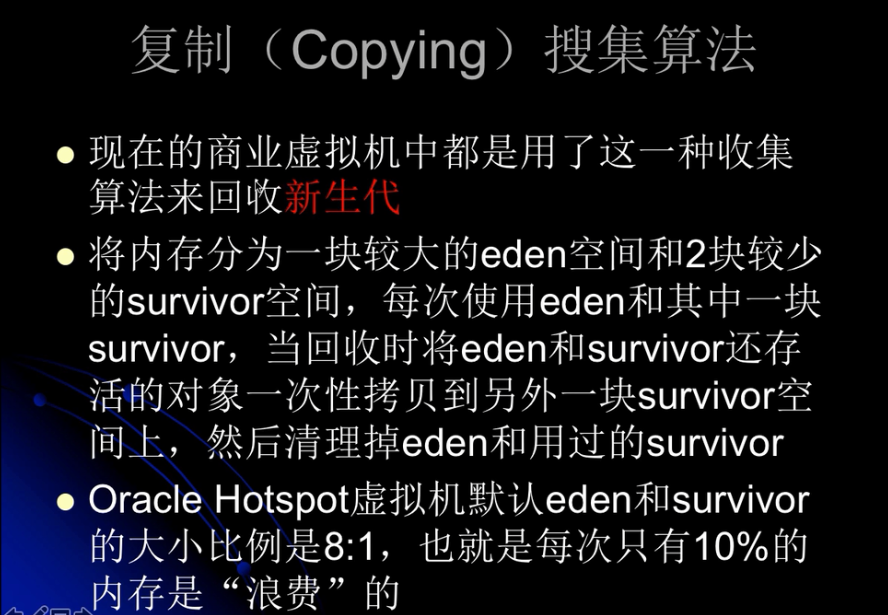 复制（Copying）搜集算法
现在的商业虚拟机中都是用了这一种收集
算法来回收新生代
将内存分为一块较大的eden空间和2块较少
的survivor空间，每次使用eden和其中一块
survivor，当回收时将eden和survivor还存
活的对象一次性拷贝到另外一块survivor空
间上，然后清理掉eden和用过的survivor
Oracle Hotspot虚拟机默认eden和survivor
的大小比例是8:1，也就是每次只有10%的
内存是“浪费”的